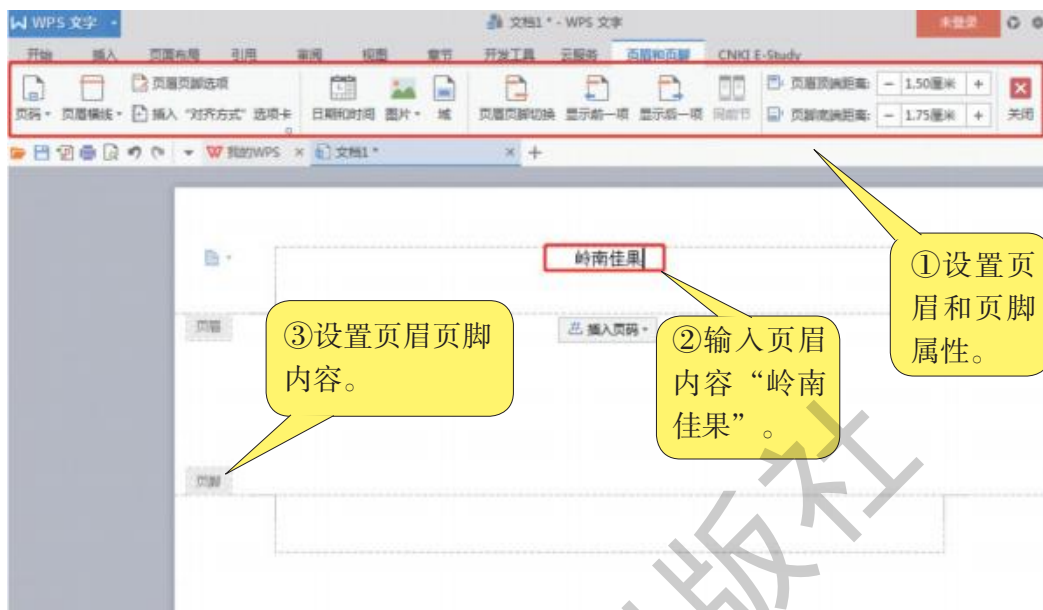 WPS 文字
文档1 * - WPS 文字
未登录
开始 插入 页面布局 引用 审阅 视图 章节 开发工具 云服务 页眉和页脚 CNKI E-Study
页眉页脚选项
页眉顶端距离: - 1.50厘米 +
页码 页眉横线 插入 “对齐方式” 选项卡 日期和时间 图片 域 页眉页脚切换 显示前一项 显示后一项 同前节 页脚底端距离: - 1.75厘米 + 关闭
我的WPS × 文档1 * × +
岭南佳果
①设置页
眉和页脚
属性。
页眉
插入页码
③设置页眉页脚
内容。
②输入页眉
内容“岭南
佳果”。
页脚
版社